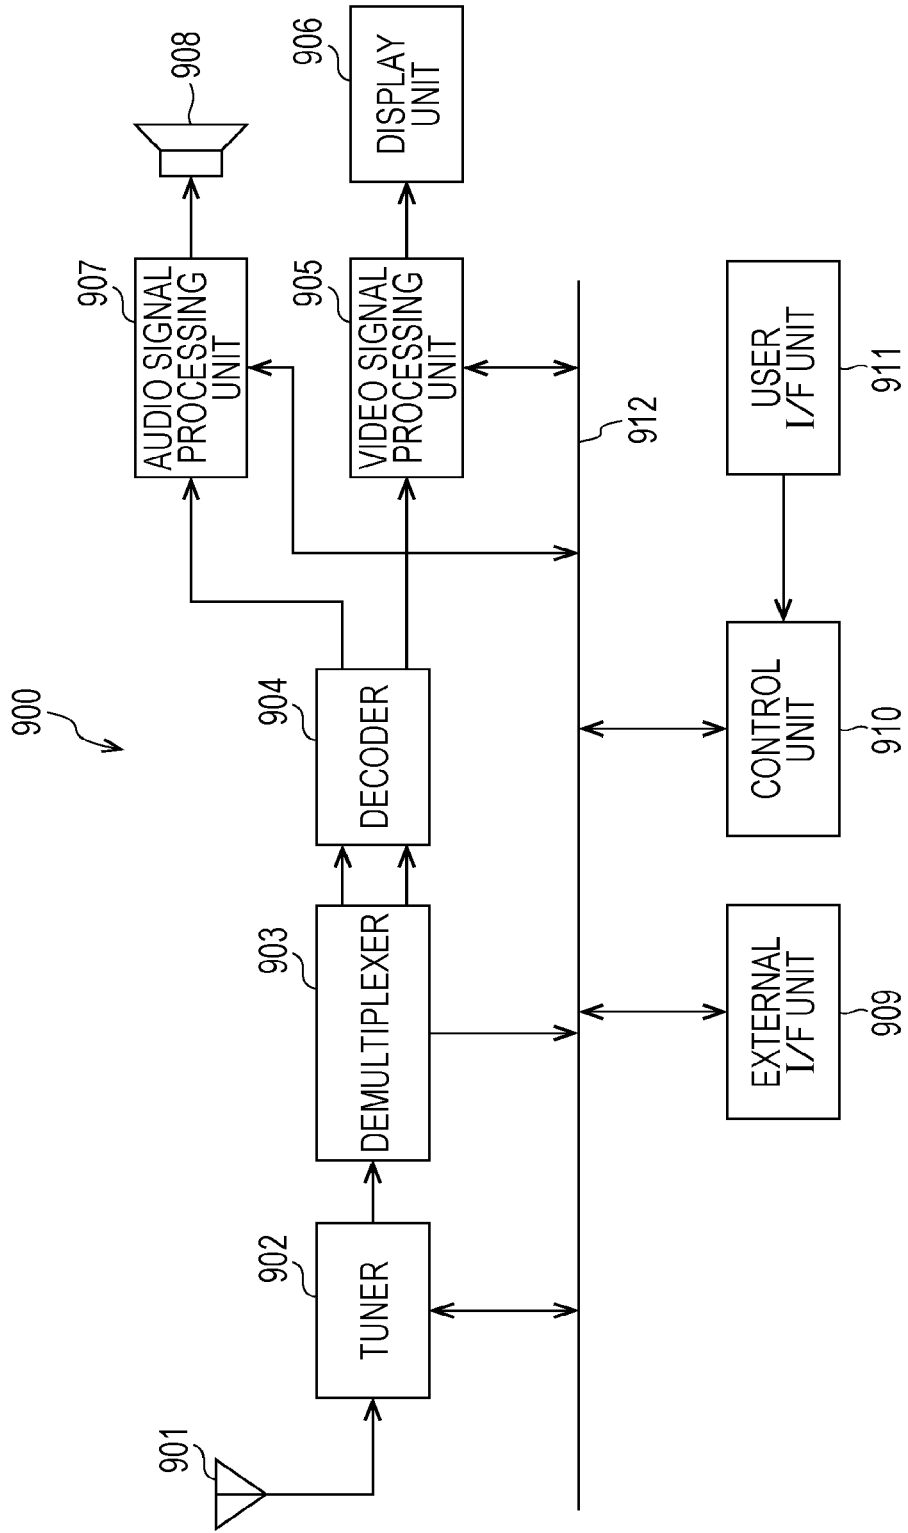 900
901
902
TUNER
903
DEMULTIPLEXER
904
DECODER
907
AUDIO SIGNAL
PROCESSING
UNIT
908
905
VIDEO SIGNAL
PROCESSING
UNIT
906
DISPLAY
UNIT
912
EXTERNAL
I/F UNIT
909
CONTROL
UNIT
910
USER
I/F UNIT
911